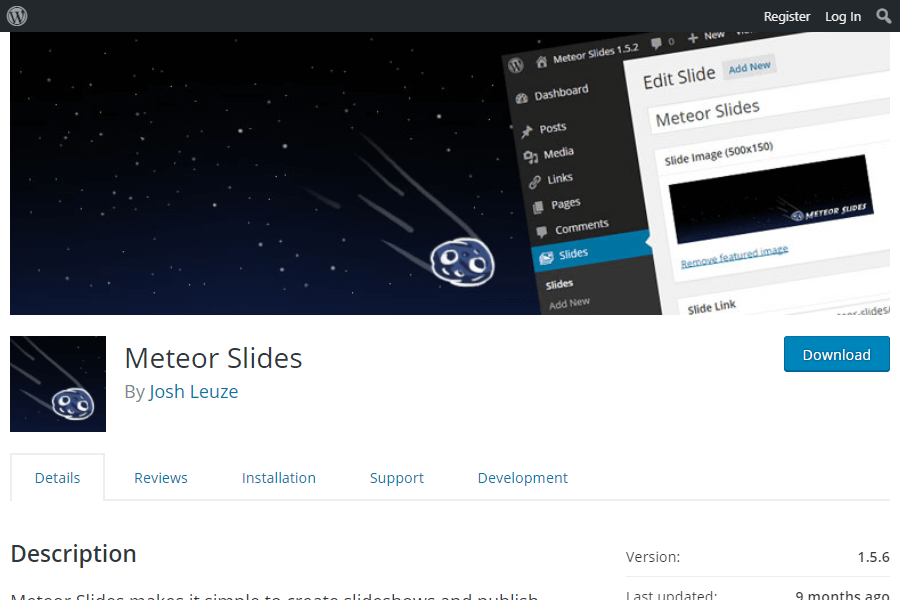 Register Log In
Meteor Slides 1.5.2 0 New
Dashboard
Posts
Media
Links
Pages
Comments
Slides
Slides
Add New
Edit Slide Add New
Meteor Slides
Slide Image (500x150)
METEOR SLIDES
Remove featured image
Slide Link
Meteor Slides
By Josh Leuze
Download
Details Reviews Installation Support Development
Description
Meteor Slides makes it simple to create slideshows and publish
Version: 1.5.6
Last updated: 9 months ago